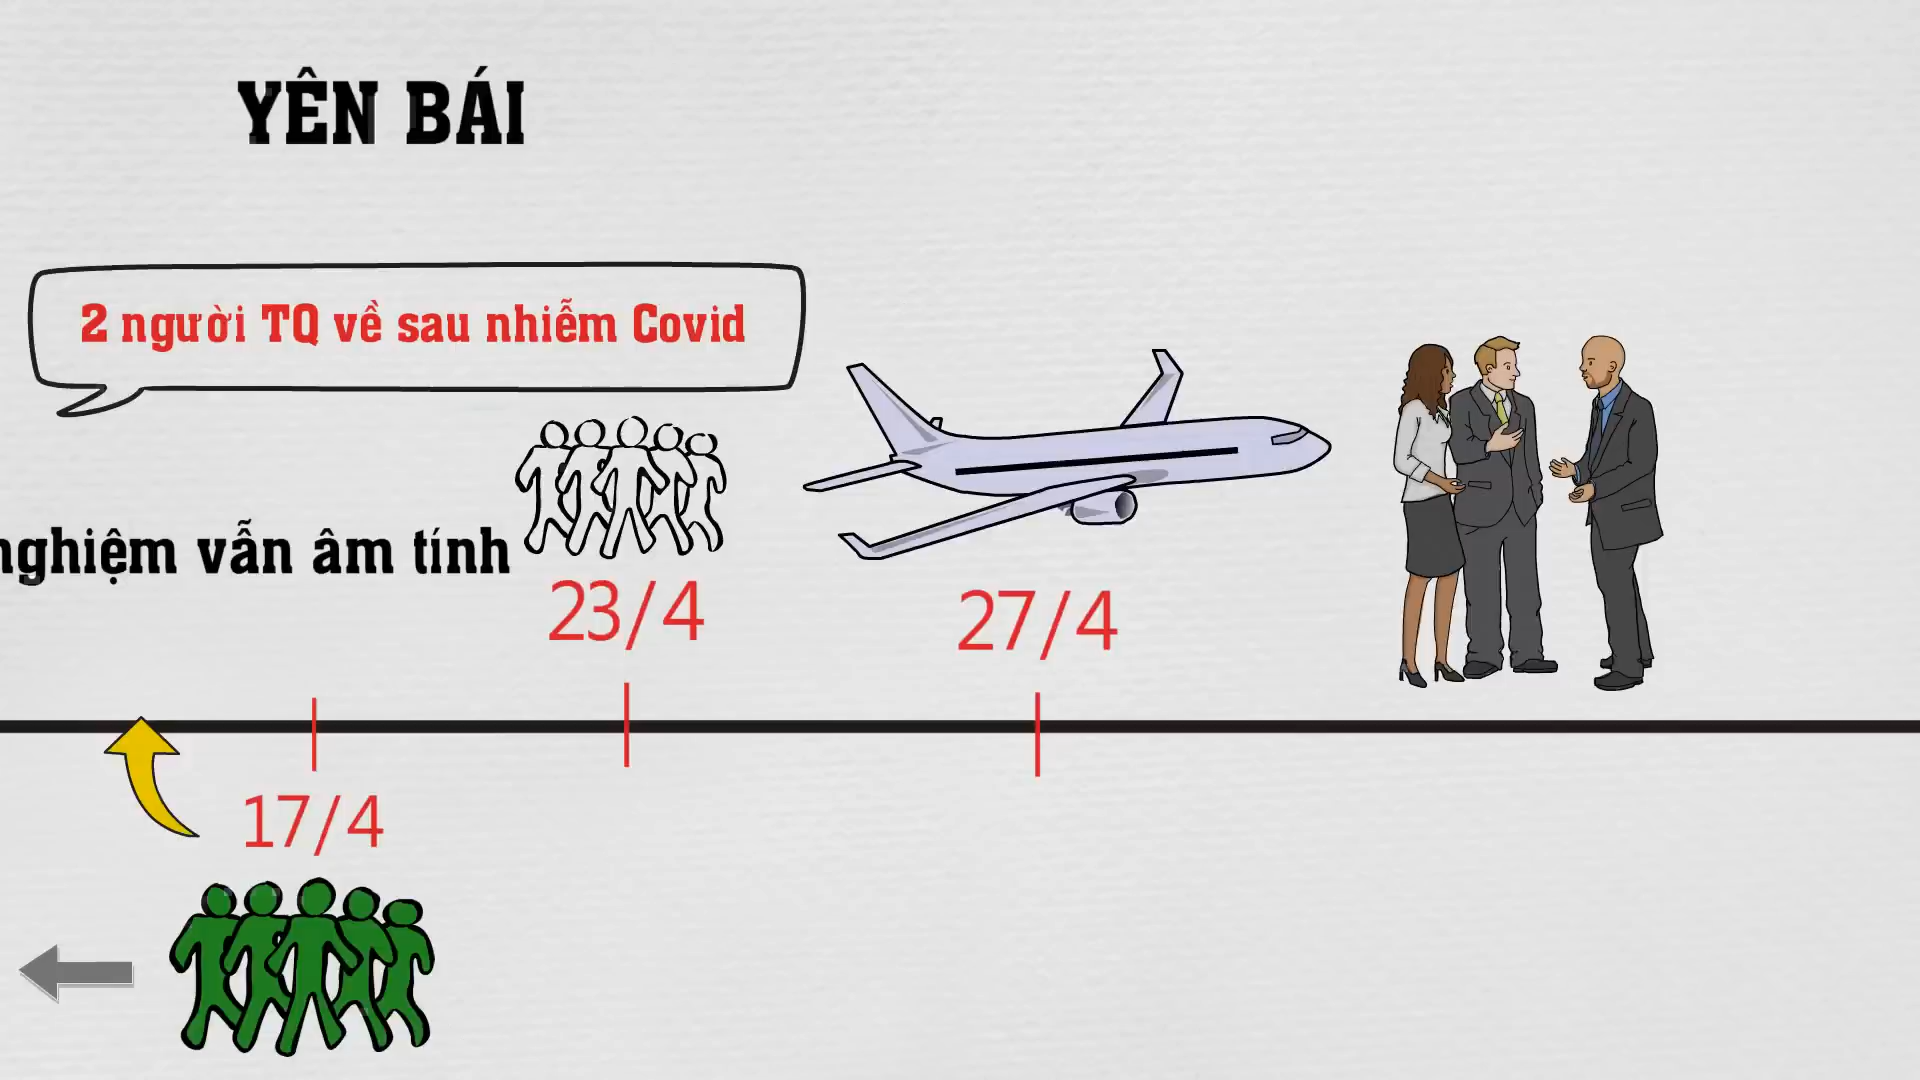 YÊN BÁI
2 người TQ về sau nhiễm Covid
nghiệm vẫn âm tính
23/4
27/4
17/4